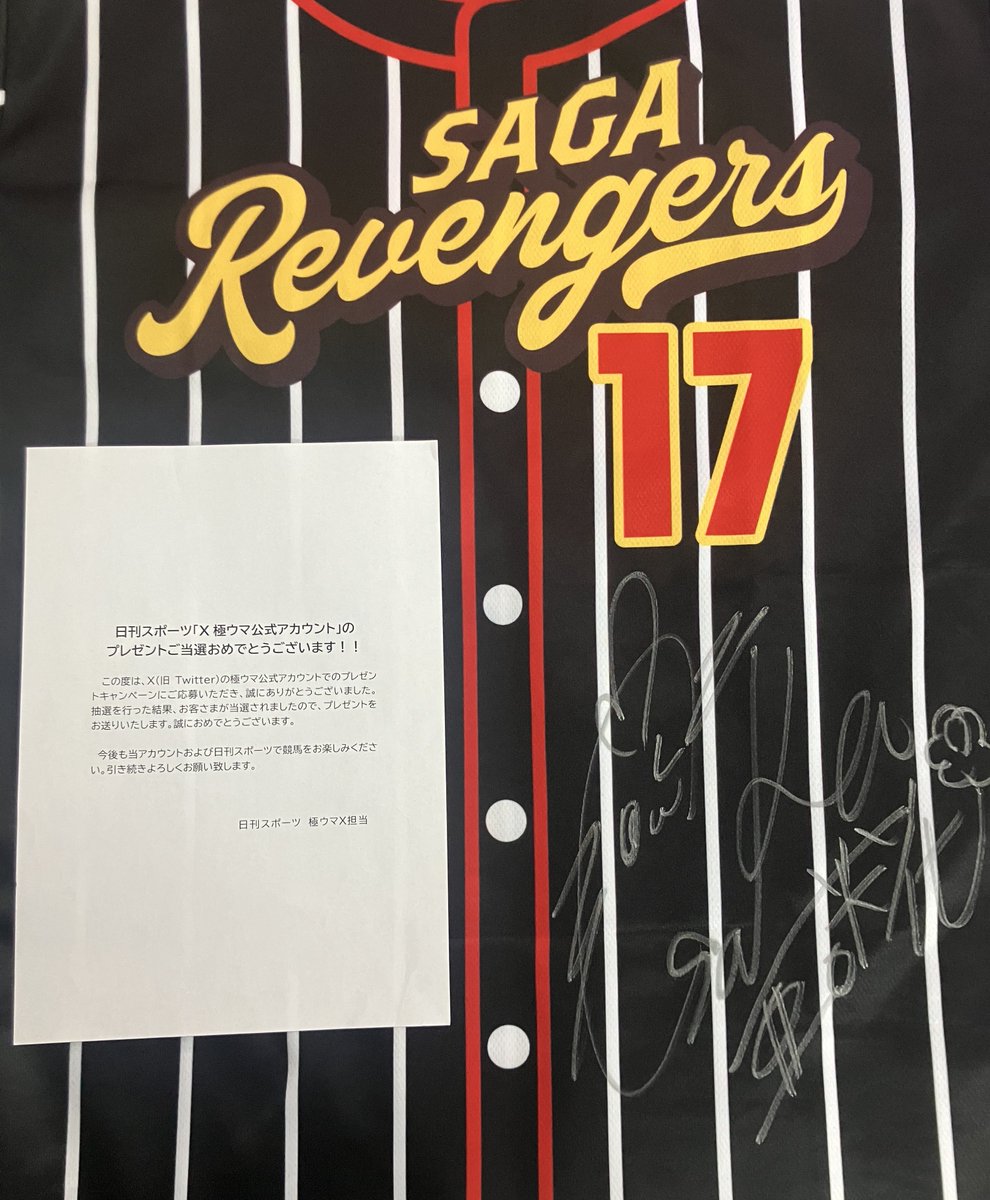 SAGA
Revengers
17
日刊スポーツ「X 極ウマ公式アカウント」の
プレゼントご当選おめでとうございます！！
この度は、X(旧 Twitter)の極ウマ公式アカウントでのプレゼン
トキャンペーンにご応募いただき、誠にありがとうございました。
抽選を行った結果、お客さまが当選されましたので、プレゼントを
お送りいたします。誠におめでとうございます。
今後も当アカウントおよび日刊スポーツで競馬をお楽しみくださ
い。引き続きよろしくお願い致します。
日刊スポーツ 極ウマX担当